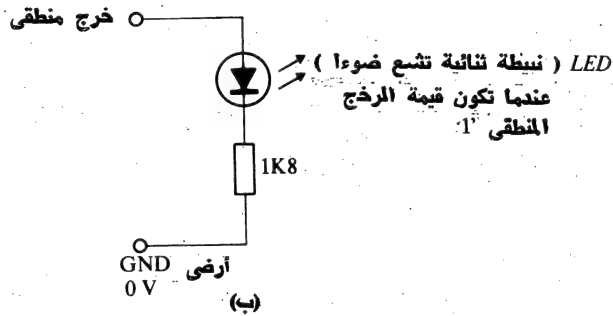 خرج منطقى
LED ( نبيطة ثنائية تشع ضوءا )
عندما تكون قيمة الرخج
المنطقى '1'
1K8
GND أرضى
0 V
(ب)